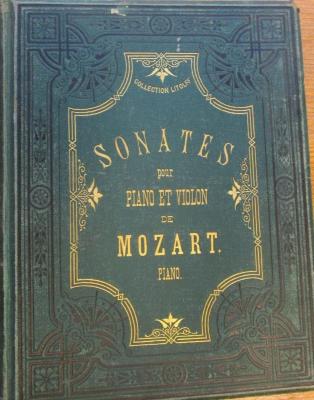 COLLECTION LITOLFF
SONATES
pour
PIANO ET VIOLON
DE
MOZART.
PIANO.